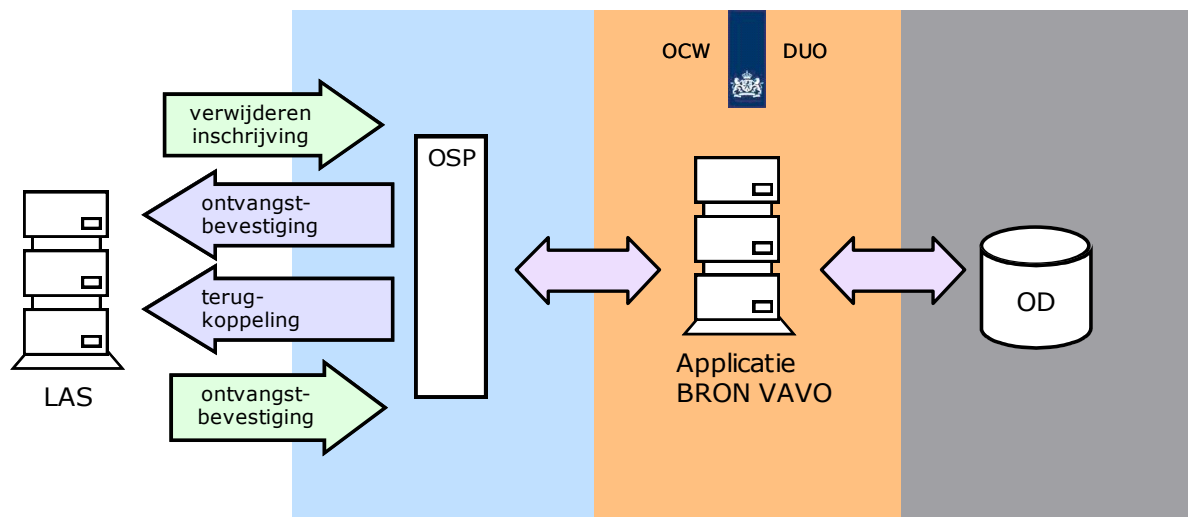 OCW
DUO
verwijderen
inschrijving
OSP
ontvangst-
bevestiging
terug-
koppeling
OD
Applicatie
BRON VAVO
LAS
ontvangst-
bevestiging